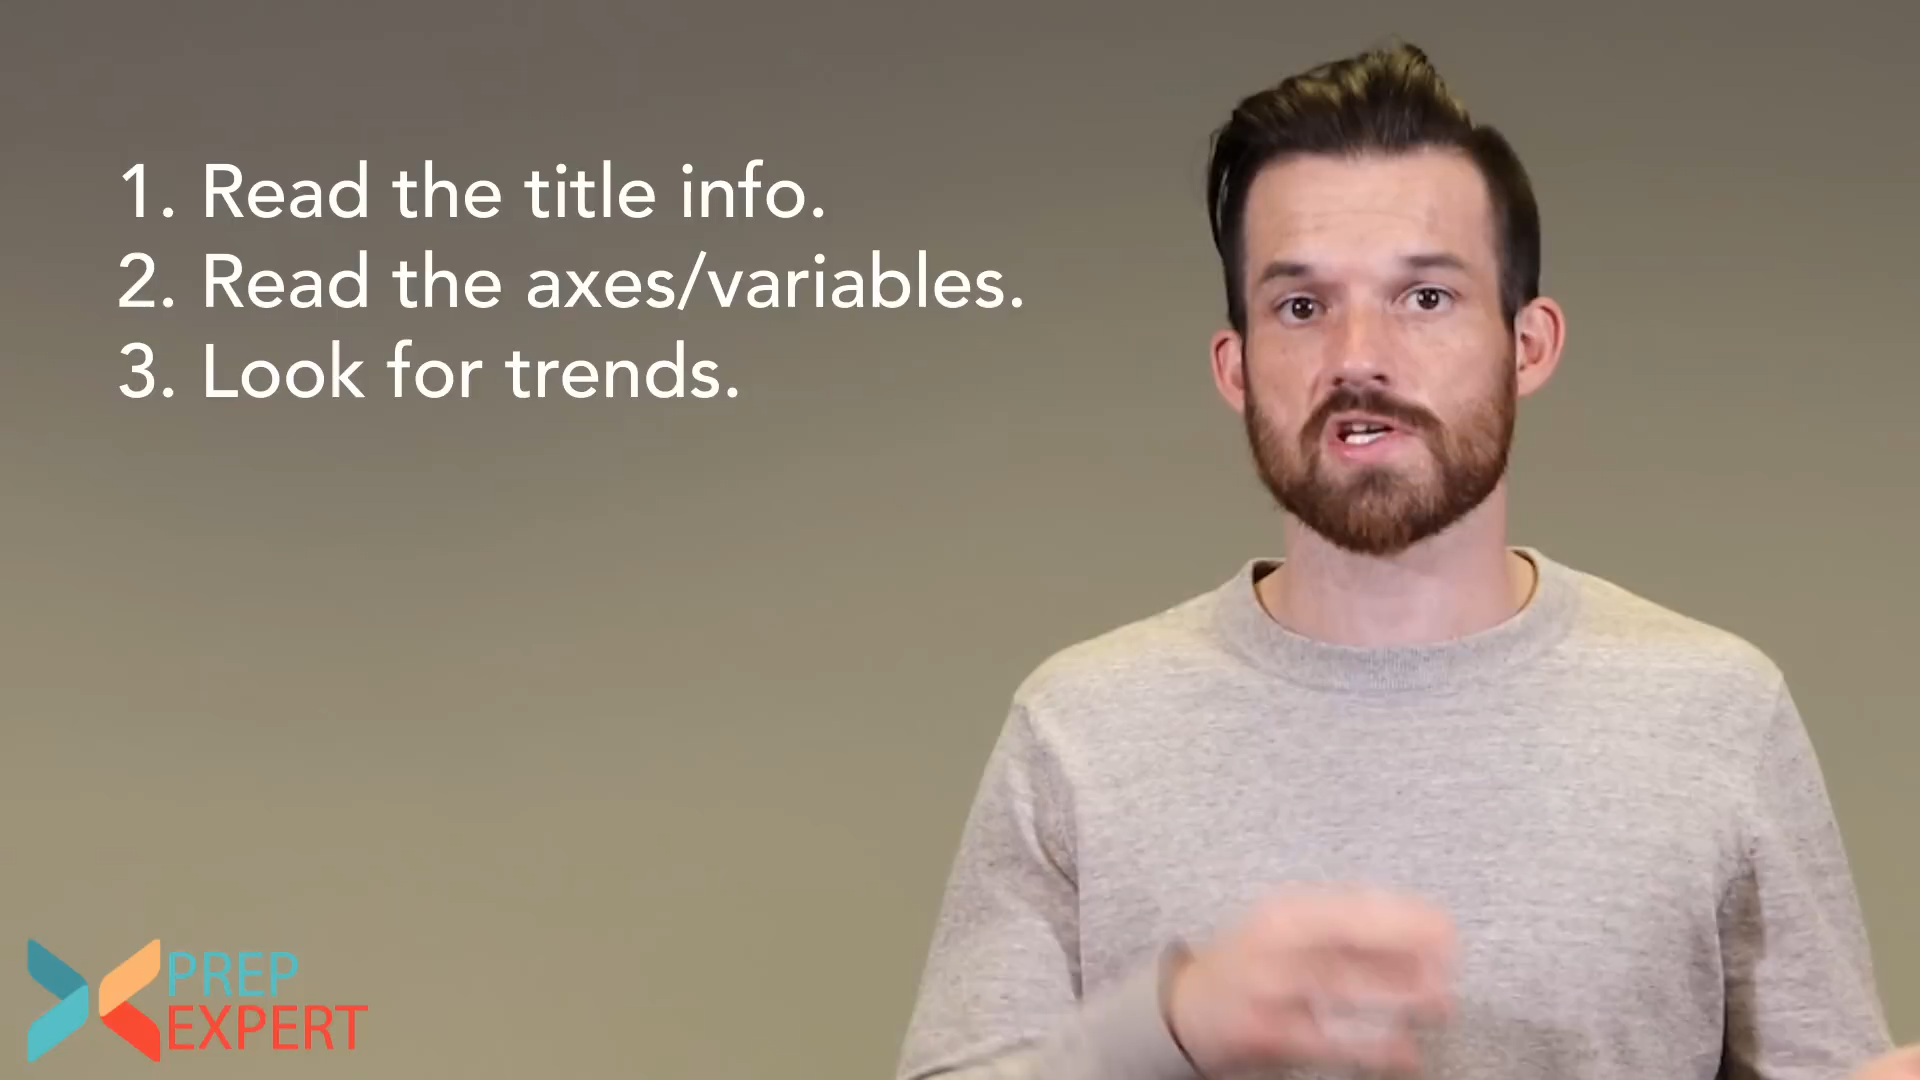 1. Read the title info.
2. Read the axes/variables.
3. Look for trends.
PREP
EXPERT